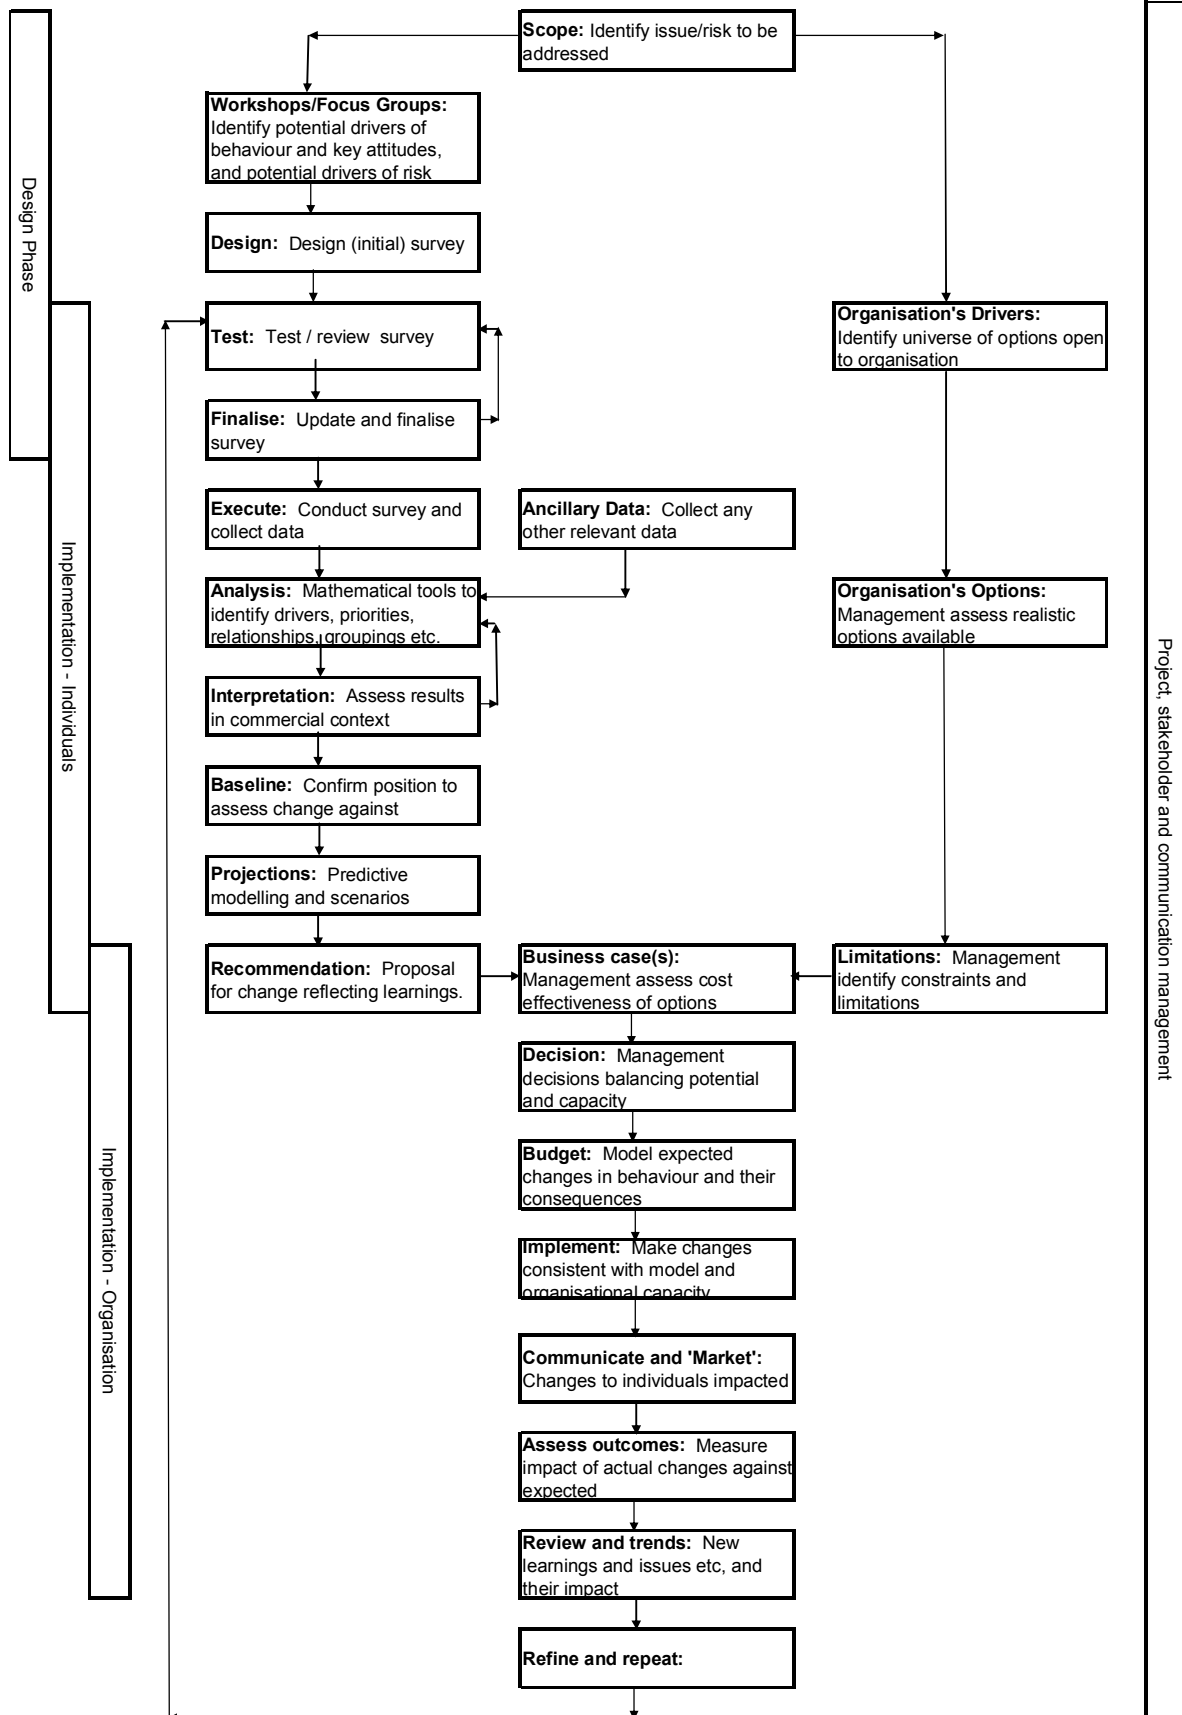 Scope: Identify issue/risk to be
addressed
Workshops/Focus Groups:
Identify potential drivers of
behaviour and key attitudes,
and potential drivers of risk
Design: Design (initial) survey
Test: Test / review survey
Finalise: Update and finalise
survey
Organisation's Drivers:
Identify universe of options open
to organisation
Execute: Conduct survey and
collect data
Ancillary Data: Collect any
other relevant data
Analysis: Mathematical tools to
identify drivers, priorities,
relationships, groupings etc.
Organisation's Options:
Management assess realistic
options available
Interpretation: Assess results
in commercial context
Baseline: Confirm position to
assess change against
Projections: Predictive
modelling and scenarios
Recommendation: Proposal
for change reflecting learnings.
Business case(s):
Management assess cost
effectiveness of options
Limitations: Management
identify constraints and
limitations
Decision: Management
decisions balancing potential
and capacity
Budget: Model expected
changes in behaviour and their
consequences
Implement: Make changes
consistent with model and
organisational capacity
Communicate and 'Market':
Changes to individuals impacted
Assess outcomes: Measure
impact of actual changes against
expected
Review and trends: New
learnings and issues etc, and
their impact
Refine and repeat:
Design Phase
Implementation - Individuals
Implementation - Organisation
Project, stakeholder and communication management